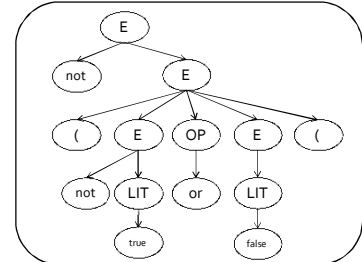 E
not E
( E OP E (
not LIT or LIT
true false